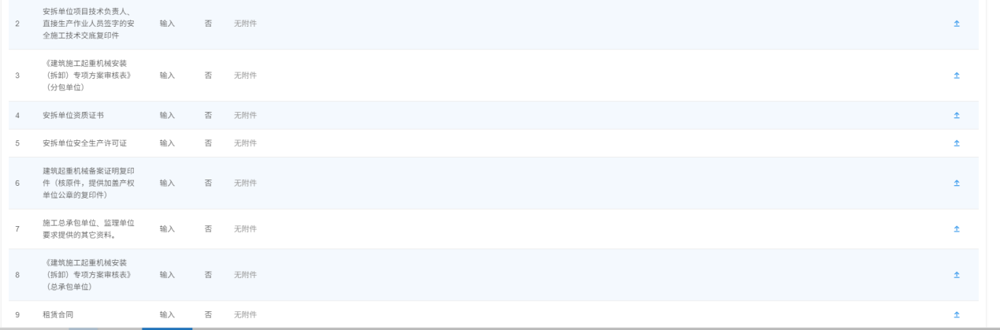 安拆单位项目技术负责人、
2 直接生产作业人员签字的安 输入 否 无附件
全施工技术交底复印件
《建筑施工起重机械安装
3 （拆卸）专项方案审核表》 输入 否 无附件
（分包单位）
4 安拆单位资质证书 输入 否 无附件
5 安拆单位安全生产许可证 输入 否 无附件
建筑起重机械备案证明复印
6 件（核原件，提供加盖产权 输入 否 无附件
单位公章的复印件）
施工总承包单位、监理单位
7 要求提供的其它资料。 输入 否 无附件
《建筑施工起重机械安装
8 （拆卸）专项方案审核表》 输入 否 无附件
（总承包单位）
9 租赁合同 输入 否 无附件